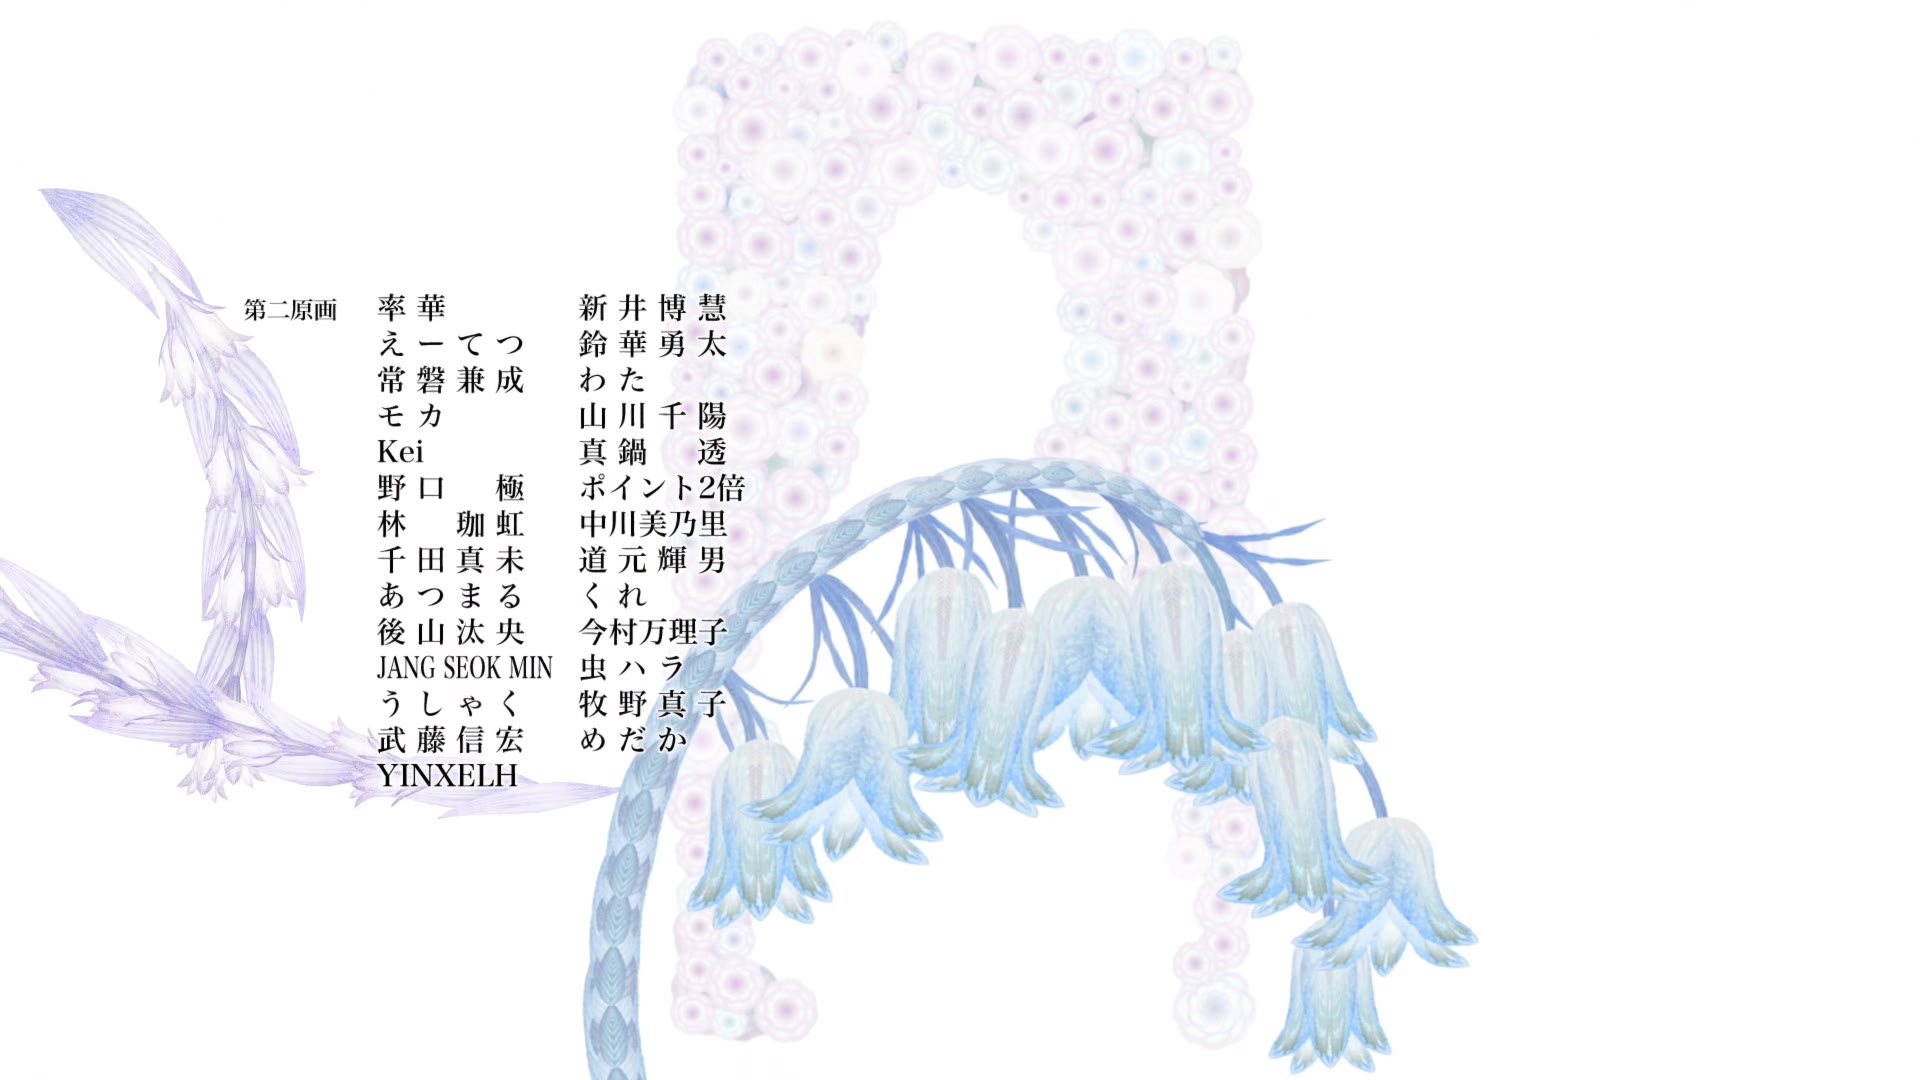 第二原画 率華 新井博慧
えーてつ 鈴華勇太
常磐兼成 わた
モカ 山川千陽
Kei 真鍋 透
野口 極 ポイント2倍
林 珈虹 中川美乃里
千田真未 道元輝男
あつまる くれ
後山汰央 今村万理子
JANG SEOK MIN 虫ハラ
うしゃく 牧野真子
武藤信宏 めだか
YINXELH